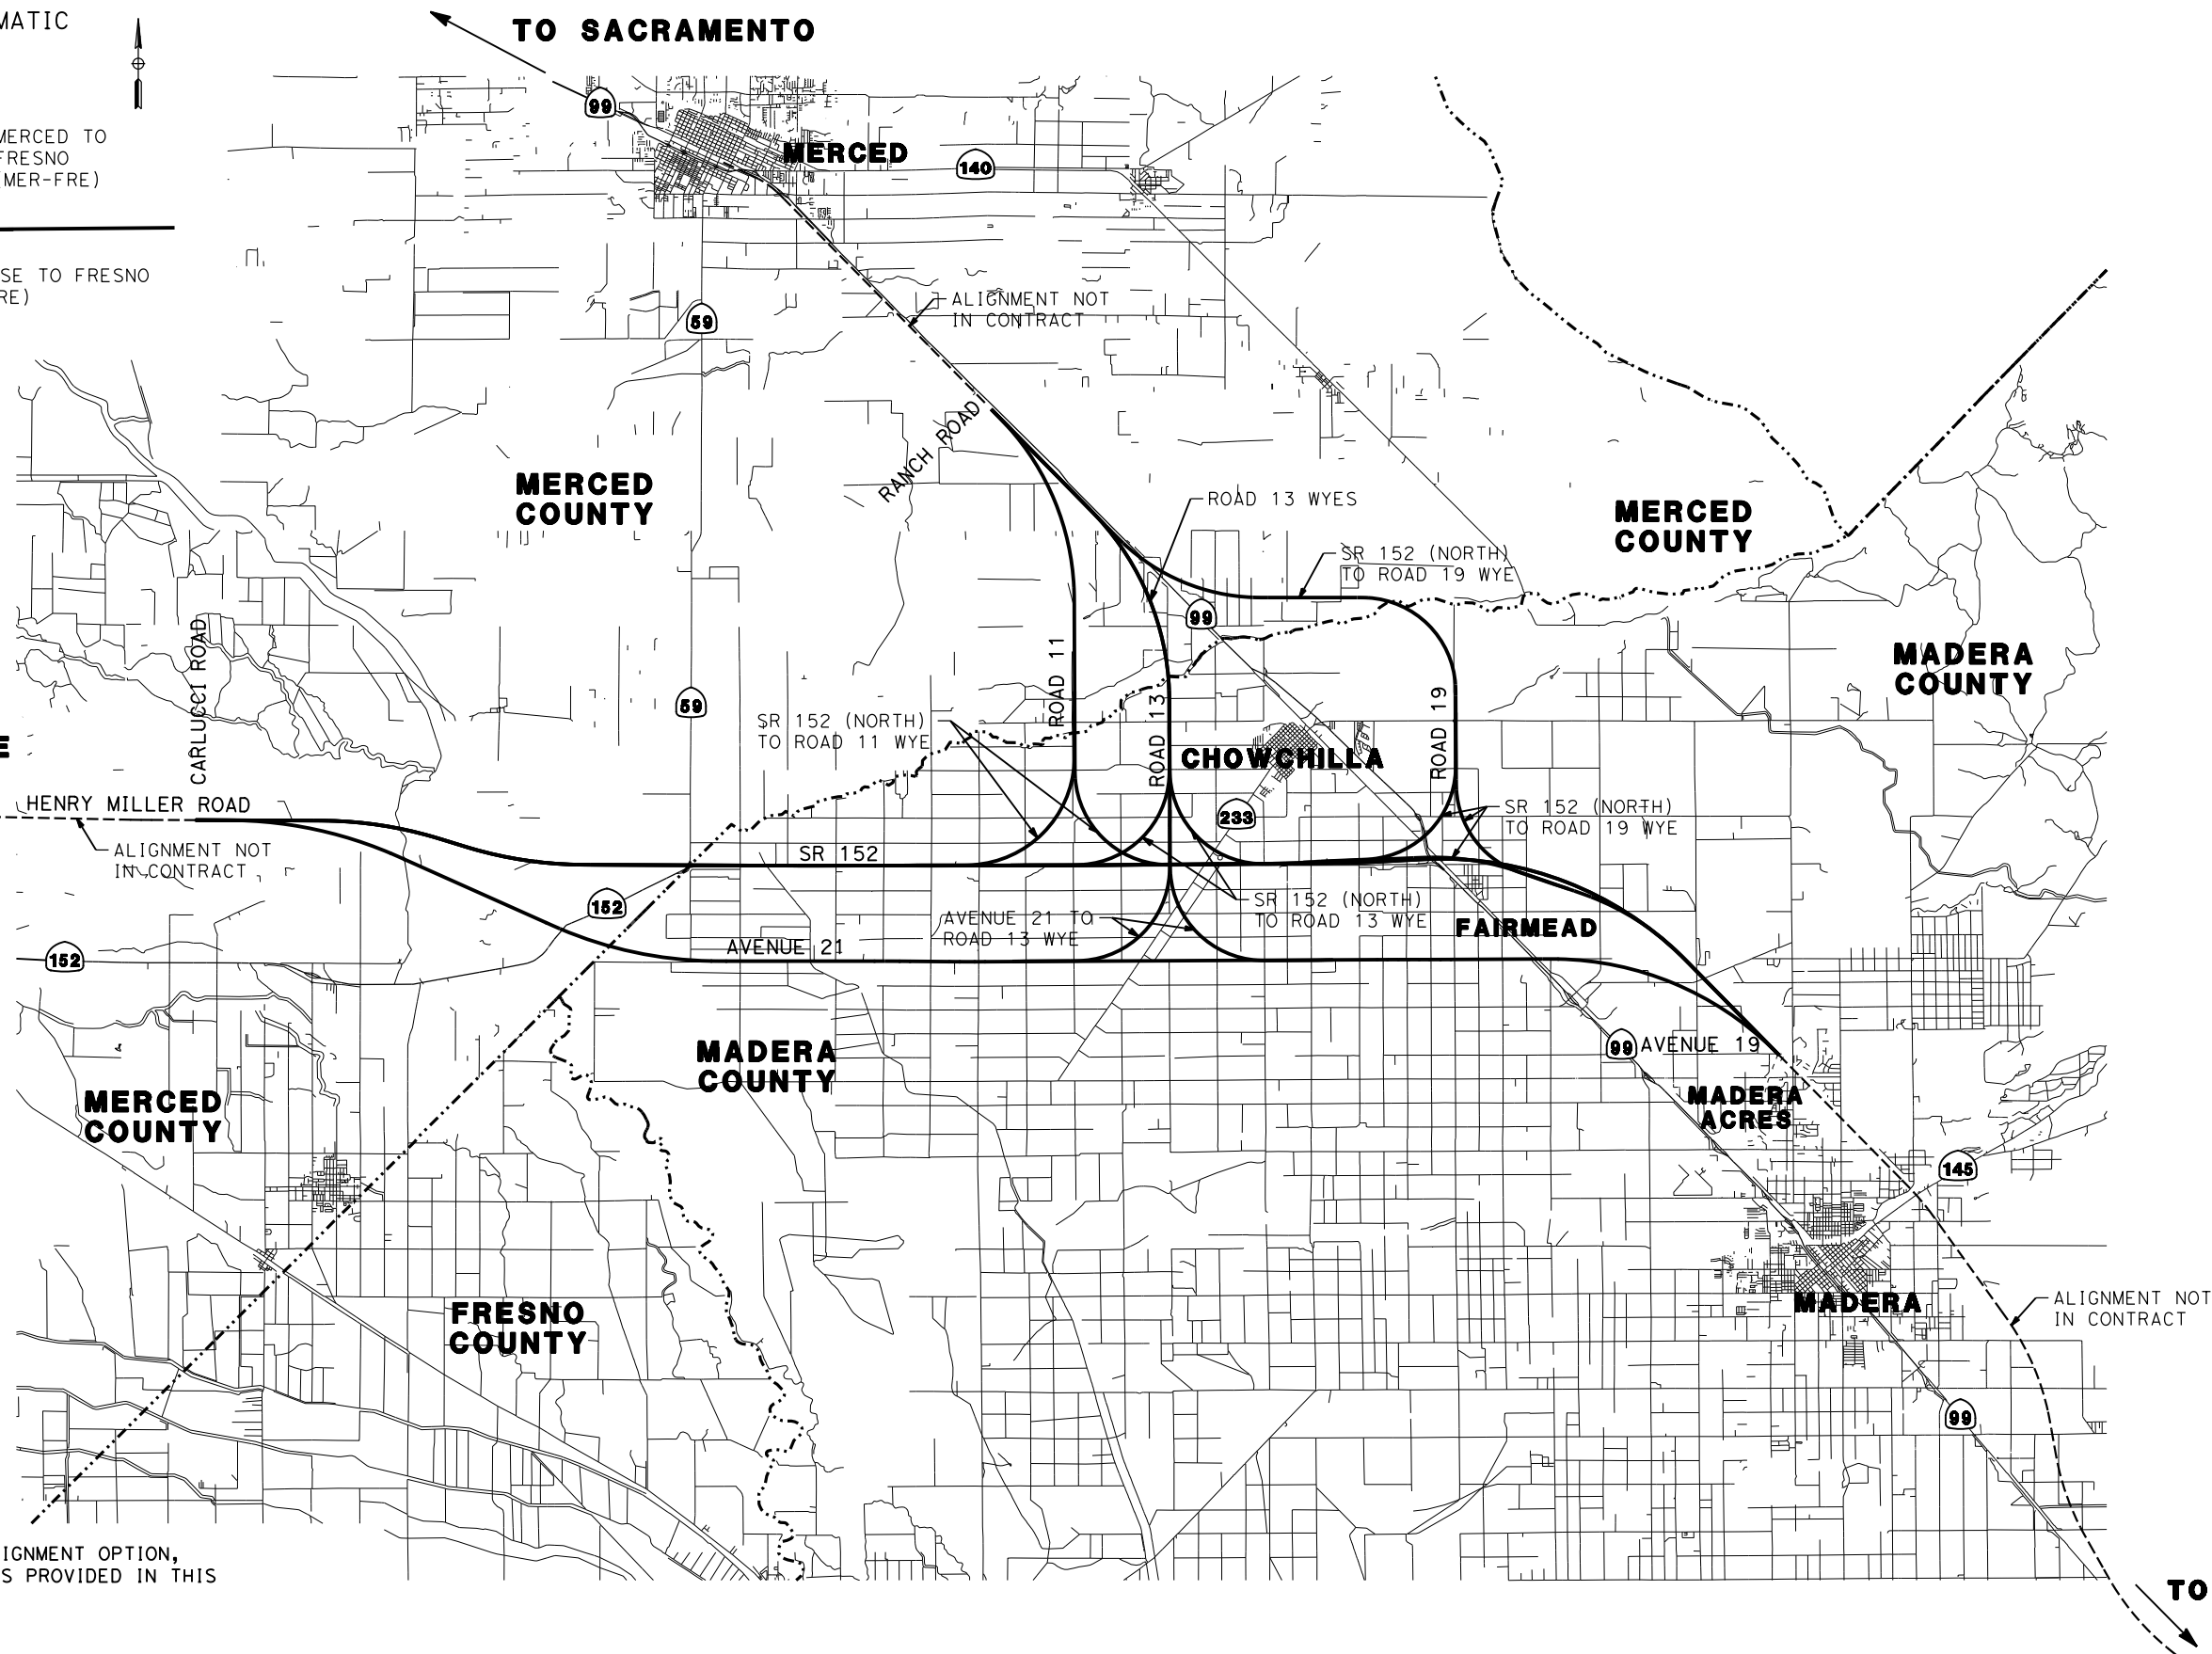 MATIC
TO SACRAMENTO
99
MERCED TO
FRESNO
(MER-FRE)
MERCED
140
SE TO FRESNO
RE)
ALIGNMENT NOT
IN CONTRACT
59
RANCH ROAD
MERCED
COUNTY
ROAD 13 WYES
MERCED
COUNTY
SR 152 (NORTH)
TO ROAD 19 WYE
99
CARLUCCI ROAD
ROAD 11
ROAD 13
ROAD 19
MADERA
COUNTY
59
SR 152 (NORTH)
TO ROAD 11 WYE
E
CHOWCHILLA
HENRY MILLER ROAD
233
SR 152 (NORTH)
TO ROAD 19 WYE
ALIGNMENT NOT
IN CONTRACT
SR 152
152
SR 152 (NORTH)
TO ROAD 13 WYE
AVENUE 21 TO
ROAD 13 WYE
FAIRMEAD
152
AVENUE 21
99
AVENUE 19
MADERA
COUNTY
MERCED
COUNTY
MADERA
ACRES
145
FRESNO
COUNTY
MADERA
ALIGNMENT NOT
IN CONTRACT
99
IGNMENT OPTION,
S PROVIDED IN THIS
TO